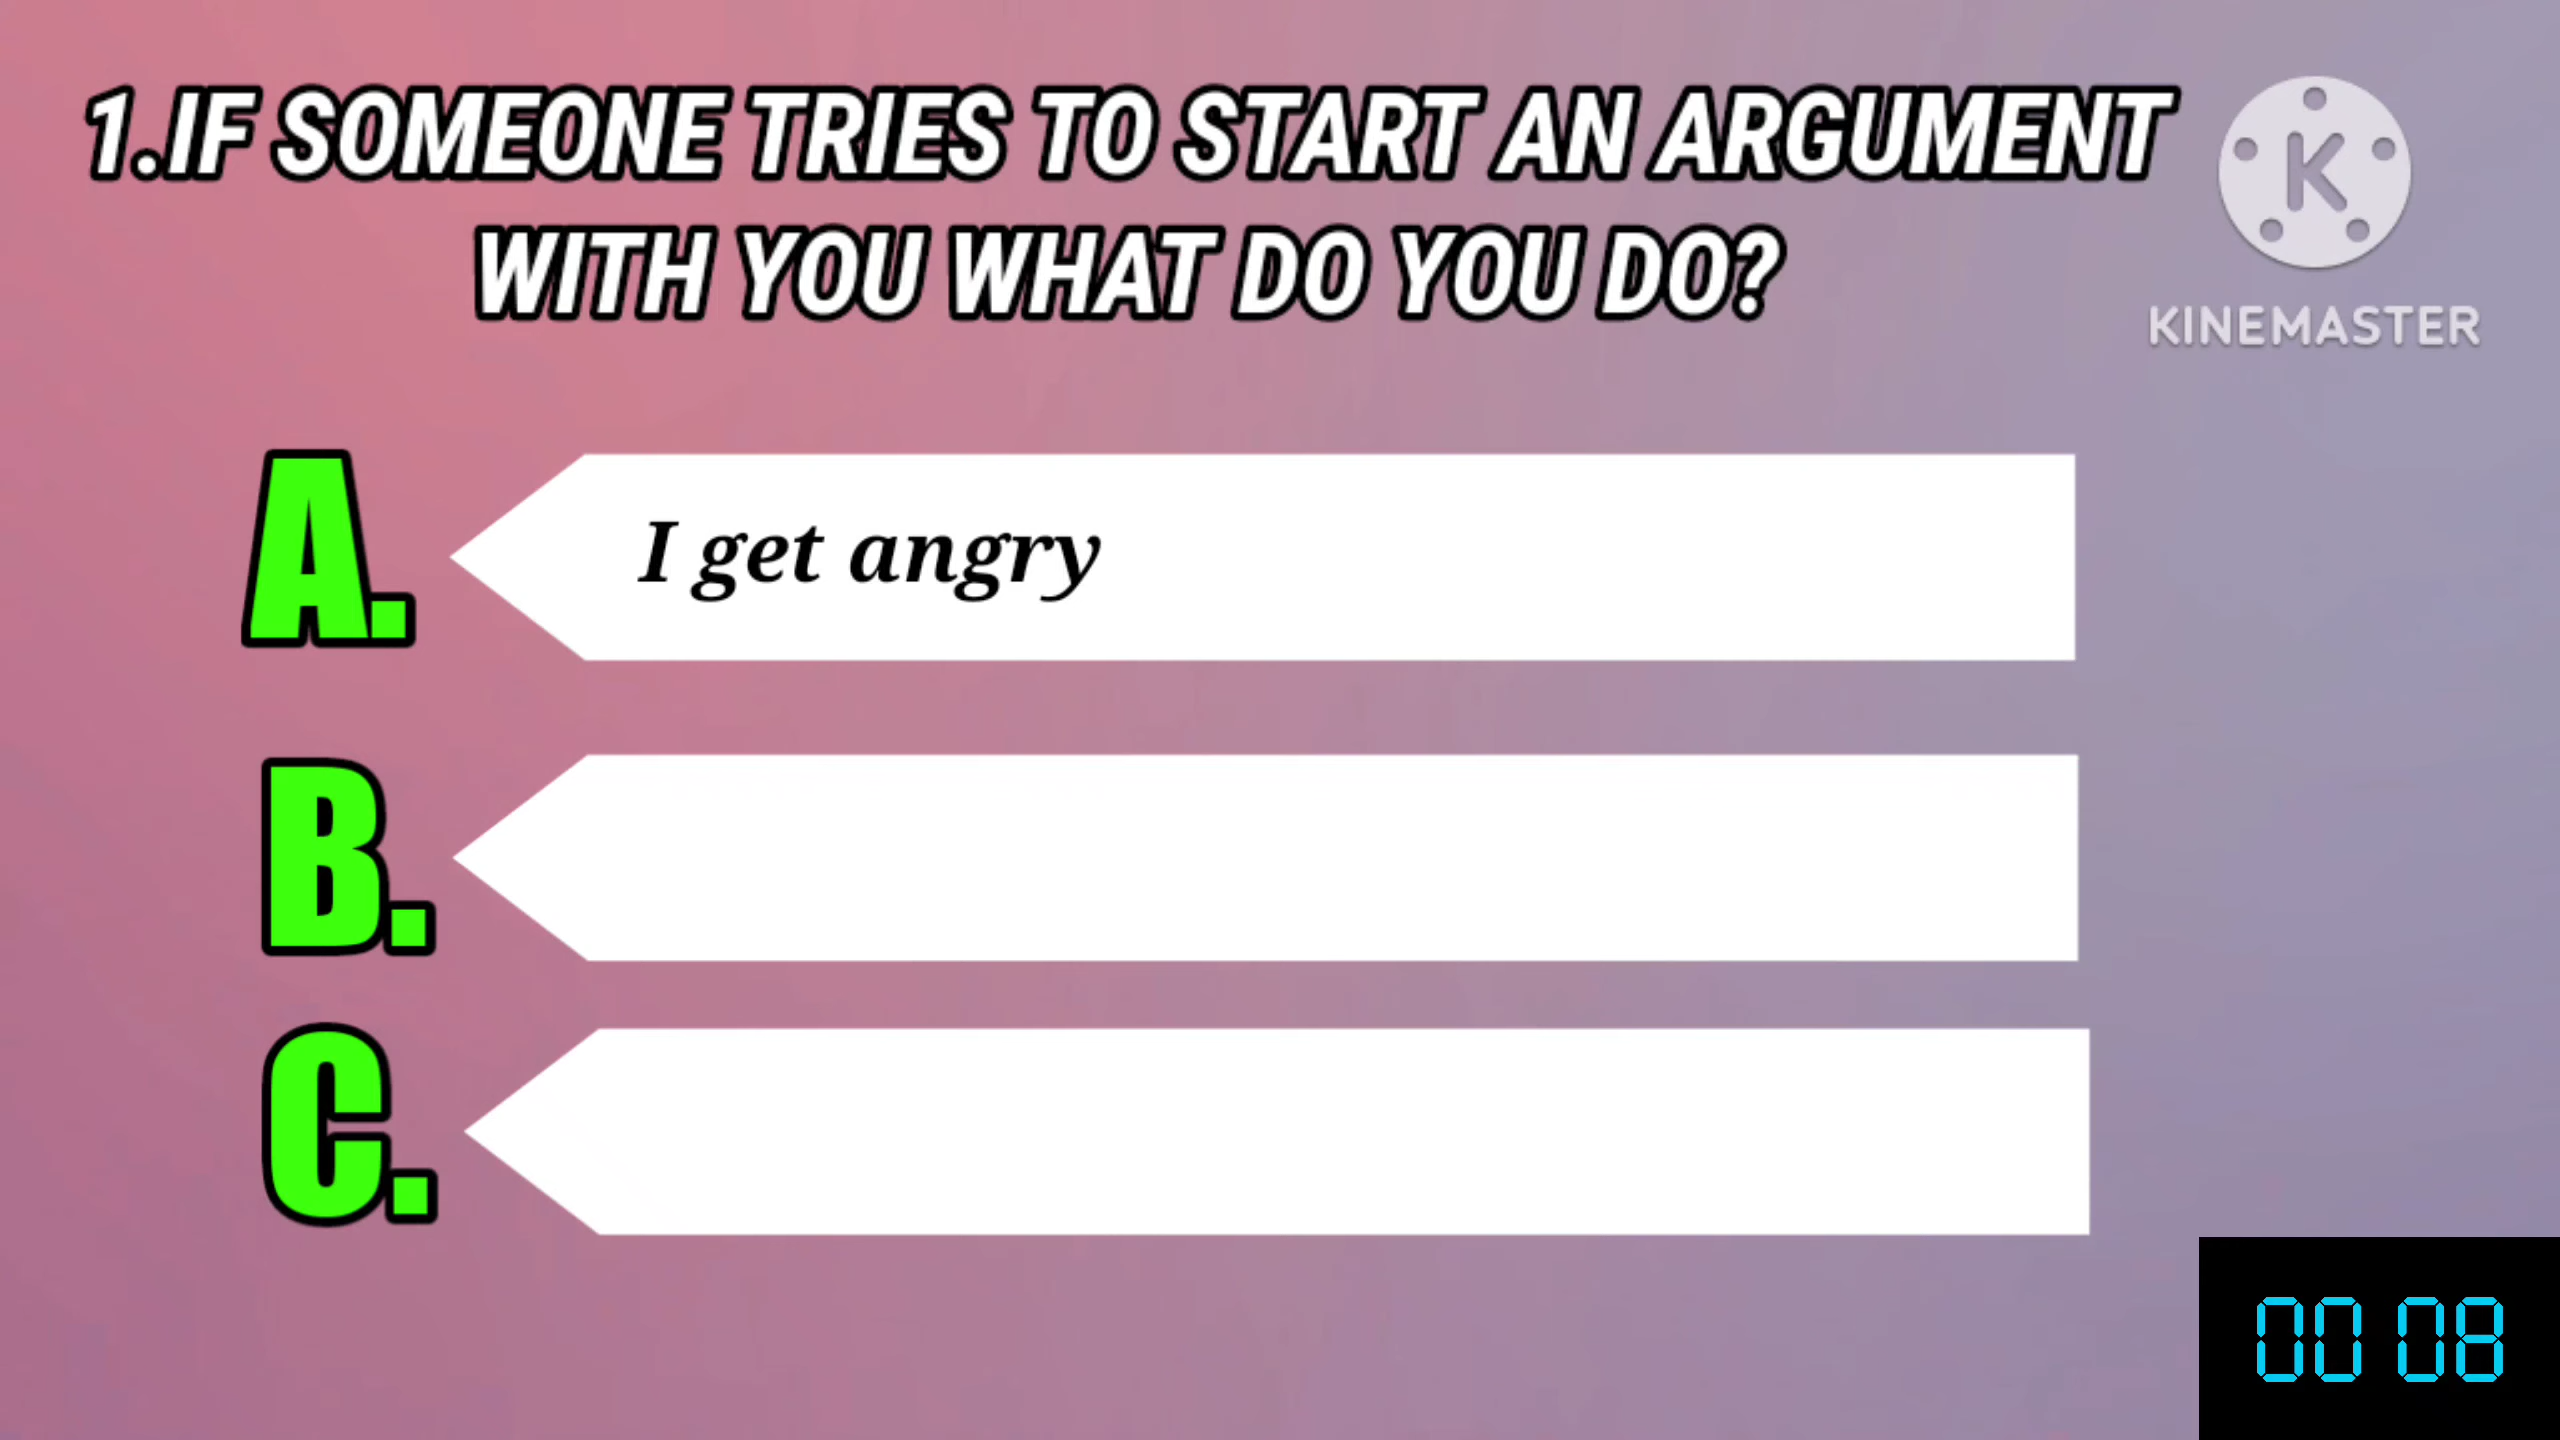 1.IF SOMEONE TRIES TO START AN ARGUMENT
WITH YOU WHAT DO YOU DO?
K
KINEMASTER
A. I get angry
B.
C.
00 08